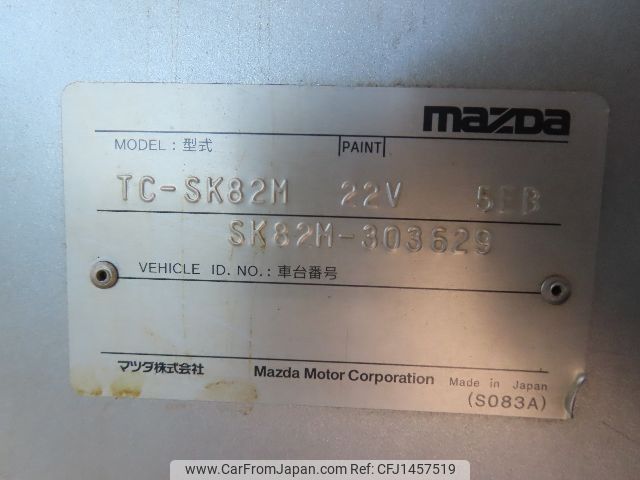 mazda
MODEL : 型式 PAINT
TC-SK82M 22V 5EB
SK82M-303629
VEHICLE ID. NO. : 車台番号
マツダ株式会社 Mazda Motor Corporation Made in Japan
(S083A)
www.CarFromJapan.com | CFJ1457519